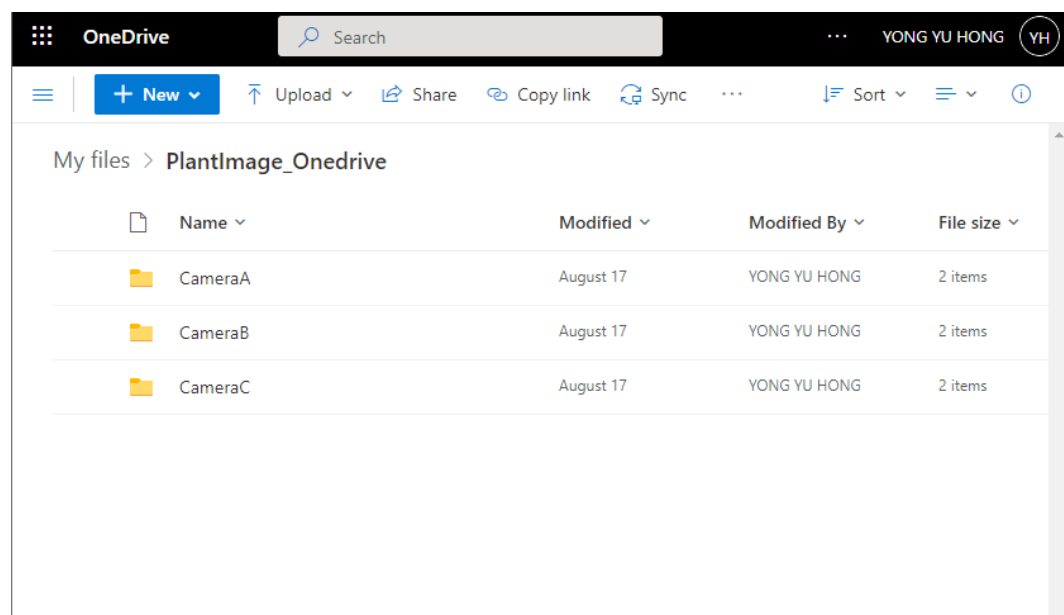 OneDrive Search ... YONG YU HONG YH
+ New Upload Share Copy link Sync ... Sort
My files > PlantImage_Onedrive
Name Modified Modified By File size
CameraA August 17 YONG YU HONG 2 items
CameraB August 17 YONG YU HONG 2 items
CameraC August 17 YONG YU HONG 2 items